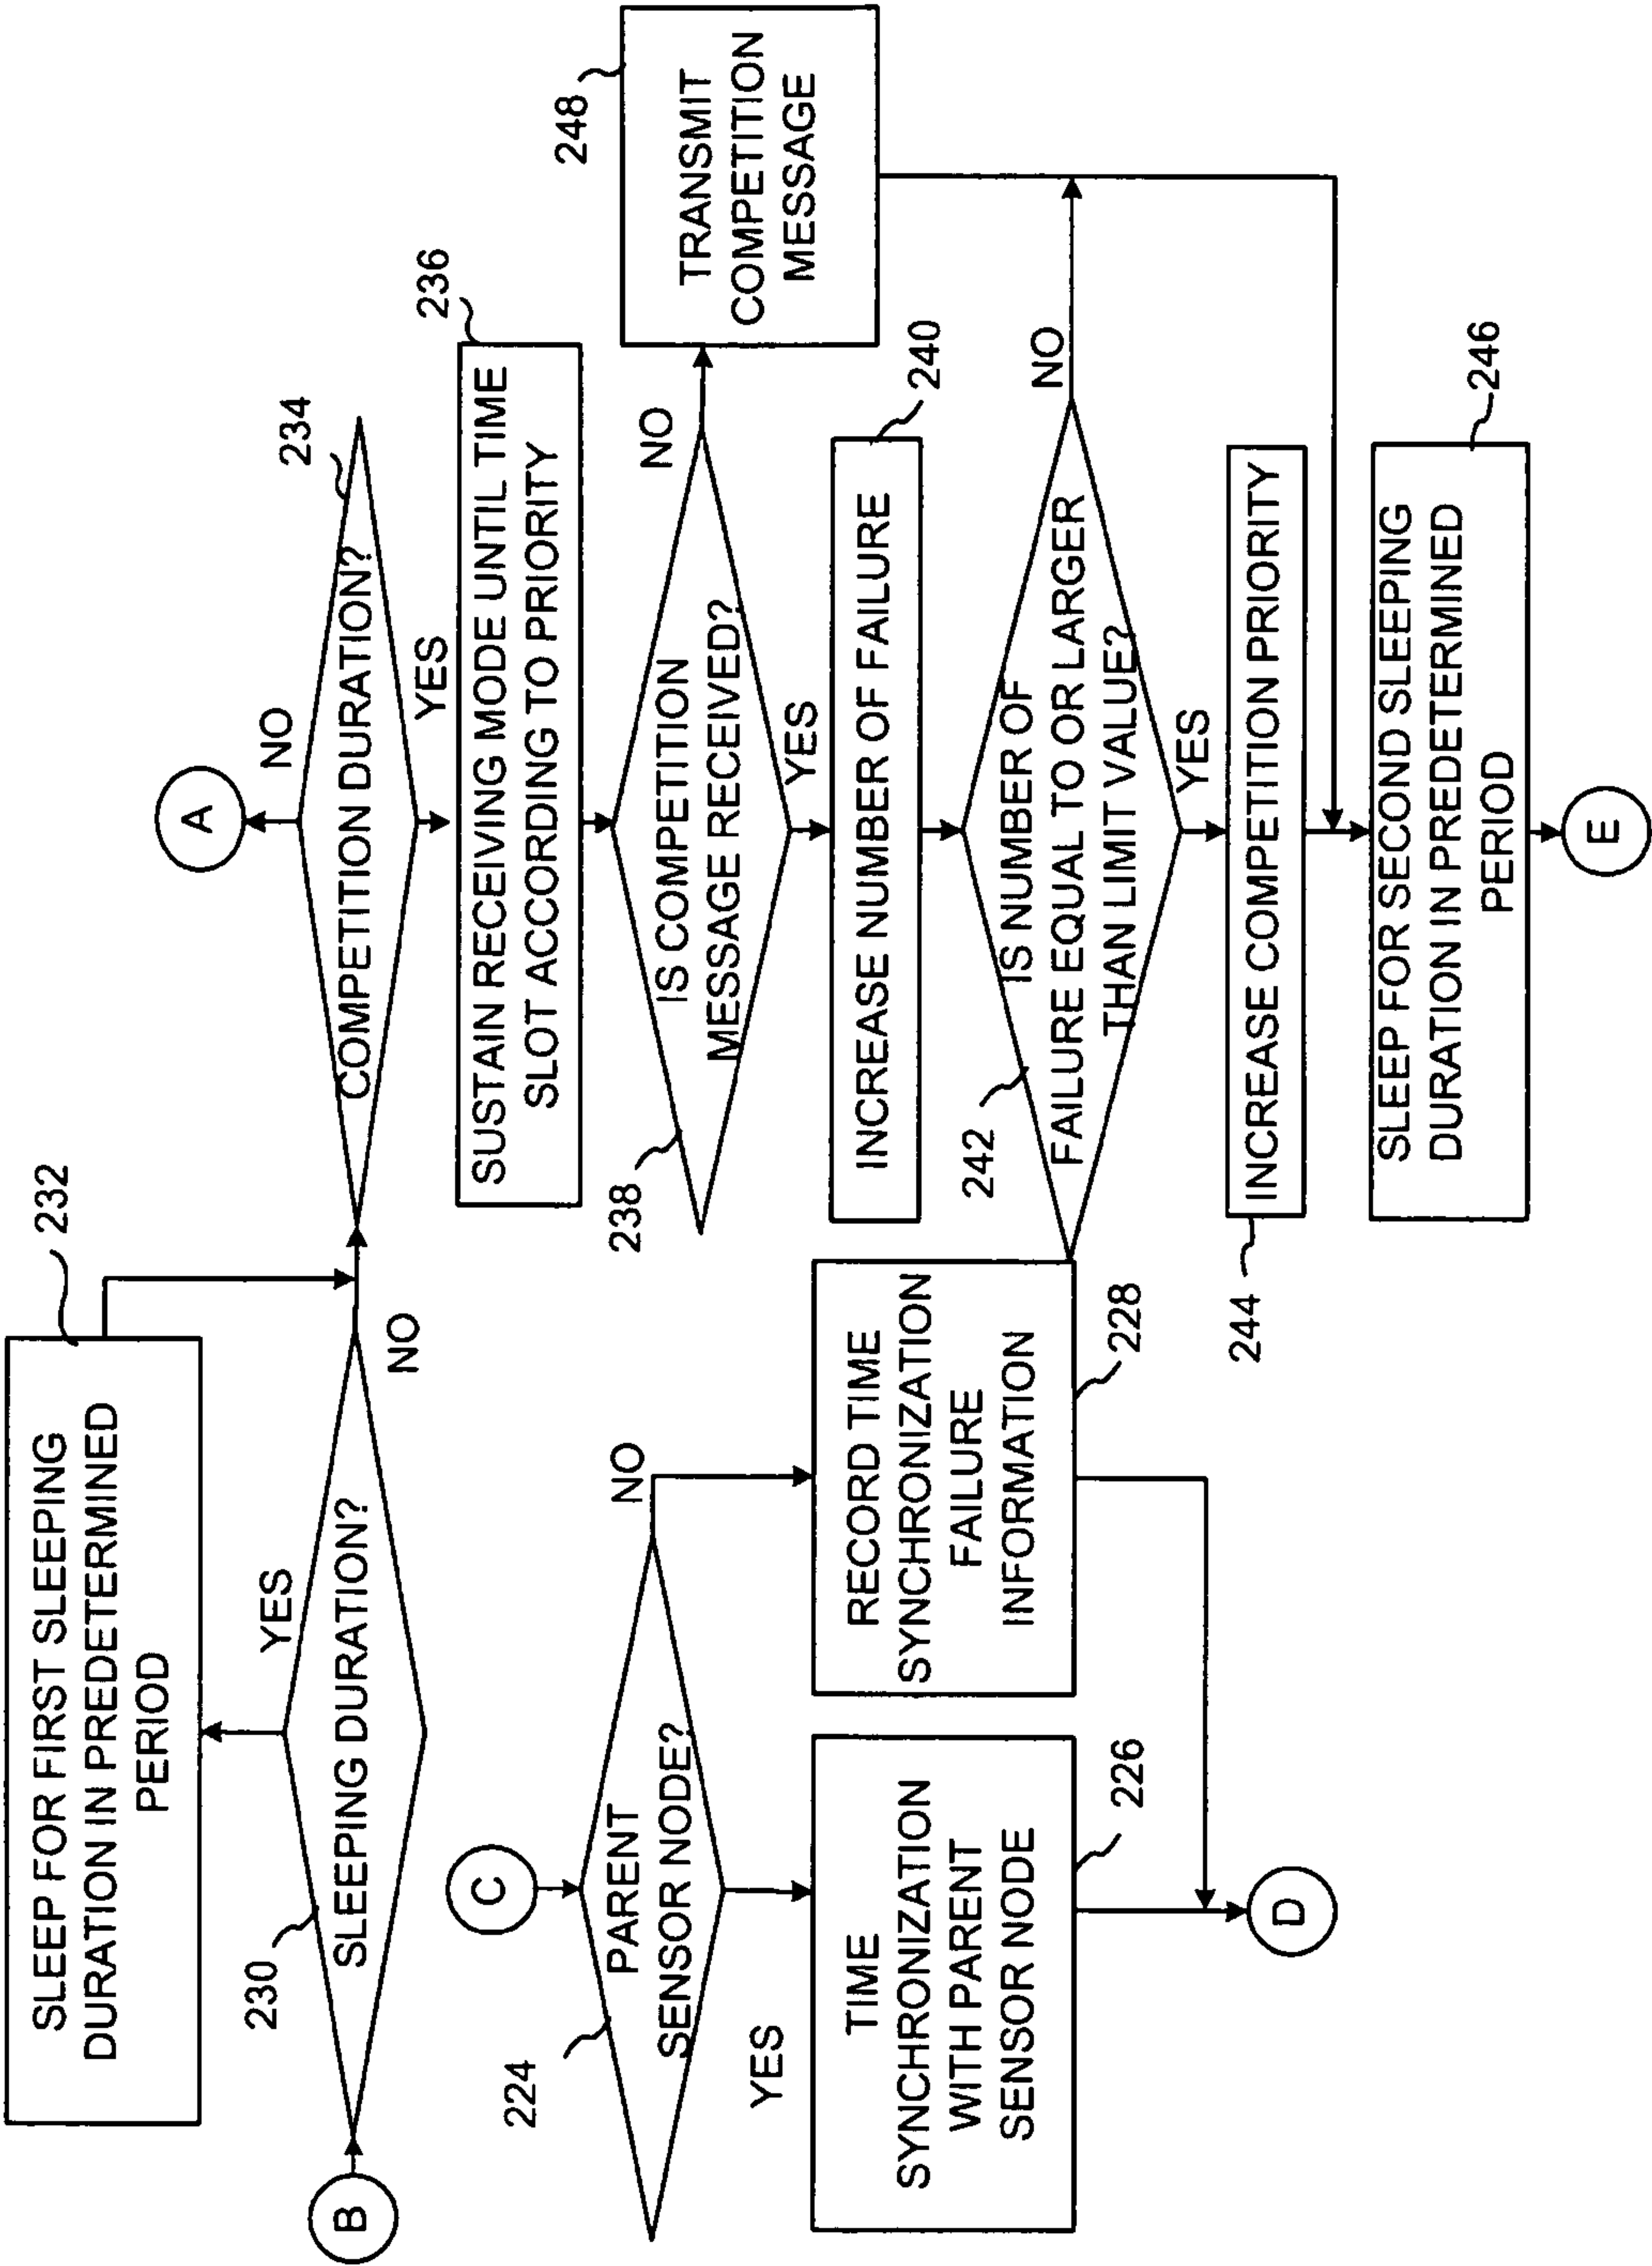 B
230
SLEEPING DURATION?
YES
NO
SLEEP FOR FIRST SLEEPING
DURATION IN PREDETERMINED
PERIOD
232
A
NO
COMPETITION DURATION?
234
YES
SUSTAIN RECEIVING MODE UNTIL TIME
SLOT ACCORDING TO PRIORITY
236
238
IS COMPETITION
MESSAGE RECEIVED?
NO
YES
TRANSMIT
COMPETITION
MESSAGE
248
INCREASE NUMBER OF FAILURE
240
242
IS NUMBER OF
FAILURE EQUAL TO OR LARGER
THAN LIMIT VALUE?
NO
YES
INCREASE COMPETITION PRIORITY
244
SLEEP FOR SECOND SLEEPING
DURATION IN PREDETERMINED
PERIOD
246
E
C
224
PARENT
SENSOR NODE?
NO
YES
TIME
SYNCHRONIZATION
WITH PARENT
SENSOR NODE
226
RECORD TIME
SYNCHRONIZATION
FAILURE
INFORMATION
228
D